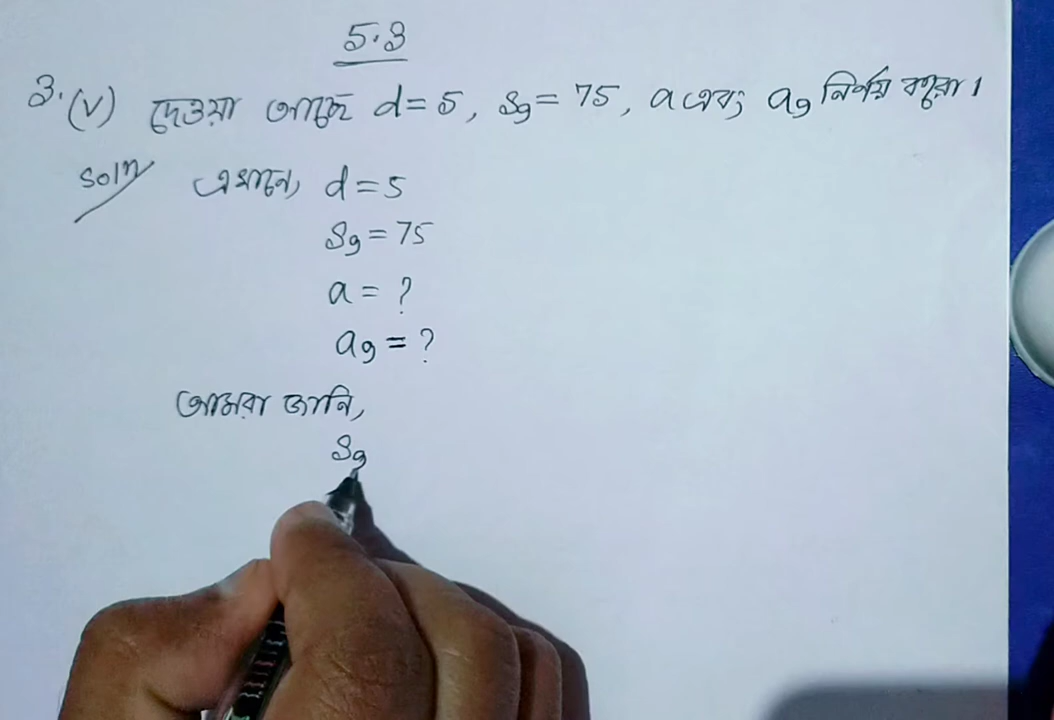 5.3
3.(v) দেওয়া আছে d = 5, S9 = 75, a এবং a9 নির্ণয় করো।
Soln এখানে, d = 5
S9 = 75
a = ?
a9 = ?
আমরা জানি,
S9